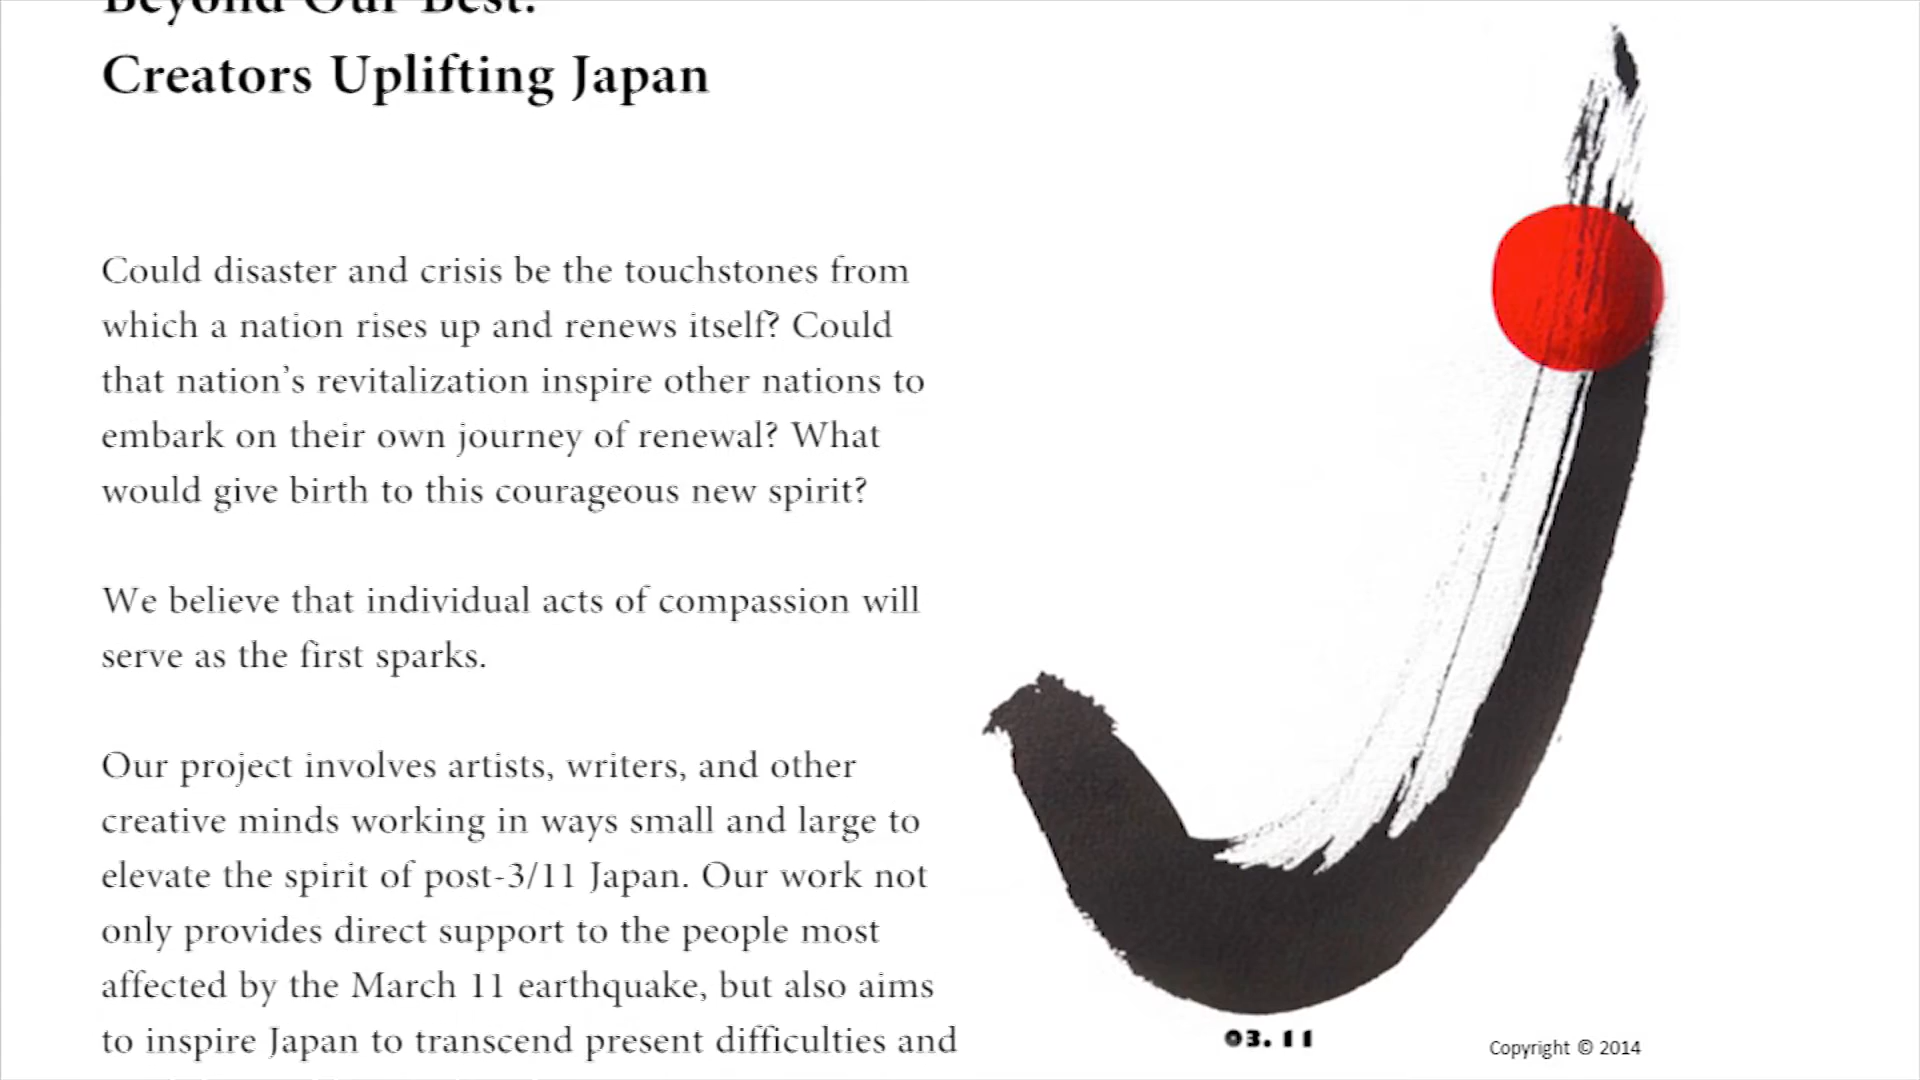 Beyond Our Best:
Creators Uplifting Japan
Could disaster and crisis be the touchstones from
which a nation rises up and renews itself? Could
that nation’s revitalization inspire other nations to
embark on their own journey of renewal? What
would give birth to this courageous new spirit?
We believe that individual acts of compassion will
serve as the first sparks.
Our project involves artists, writers, and other
creative minds working in ways small and large to
elevate the spirit of post-3/11 Japan. Our work not
only provides direct support to the people most
affected by the March 11 earthquake, but also aims
to inspire Japan to transcend present difficulties and
03.11
Copyright © 2014